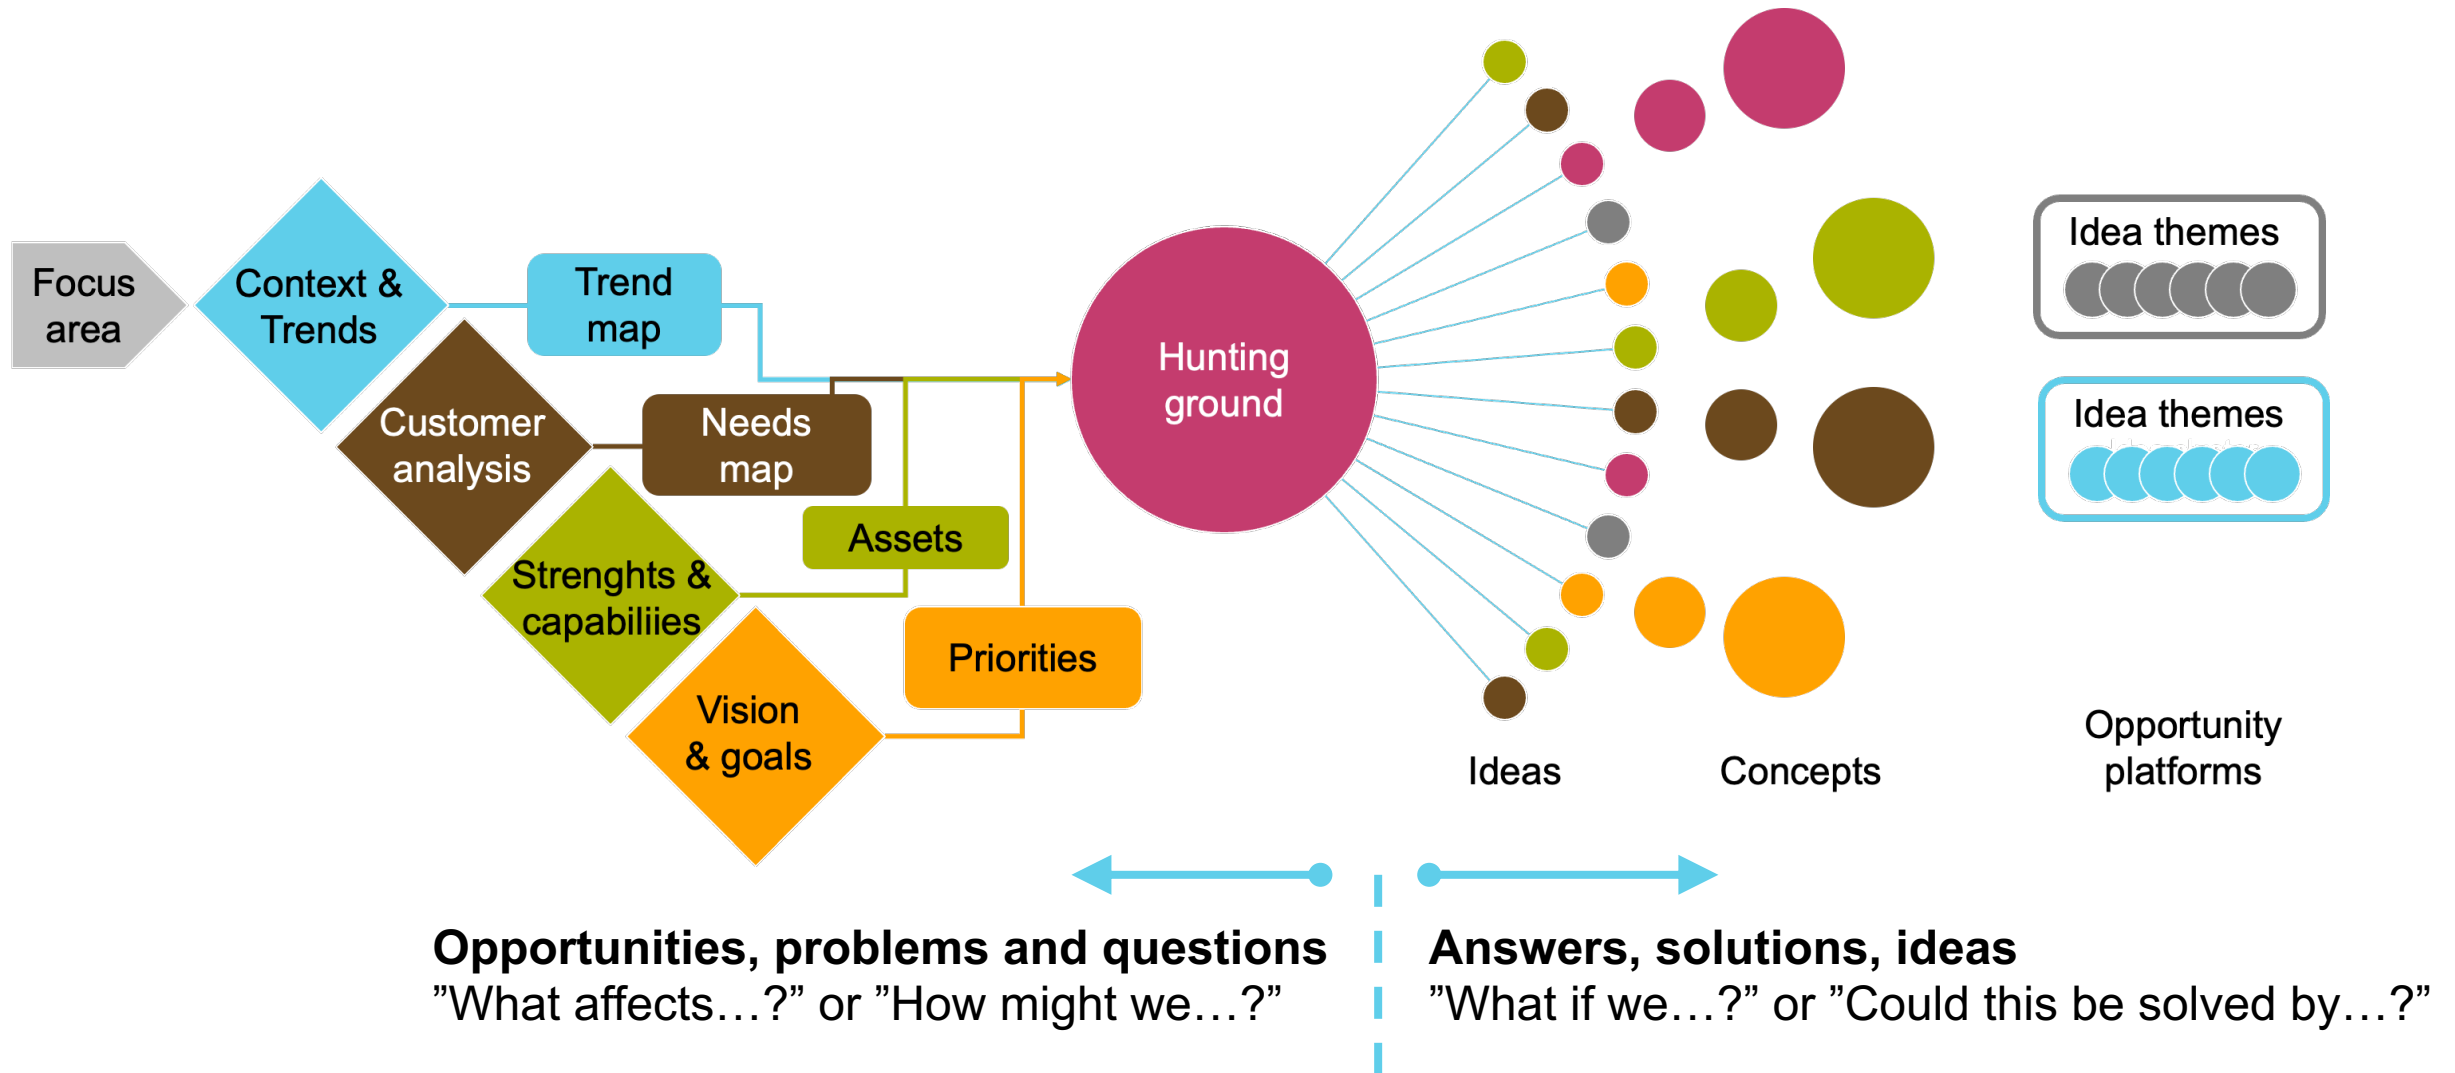 Focus
area
Context &
Trends
Trend
map
Customer
analysis
Needs
map
Strenghts &
capabiliies
Assets
Vision
& goals
Priorities
Hunting
ground
Ideas
Concepts
Idea themes
Idea themes
Opportunity
platforms
Opportunities, problems and questions
”What affects…?” or ”How might we…?”
Answers, solutions, ideas
”What if we…?” or ”Could this be solved by…?”